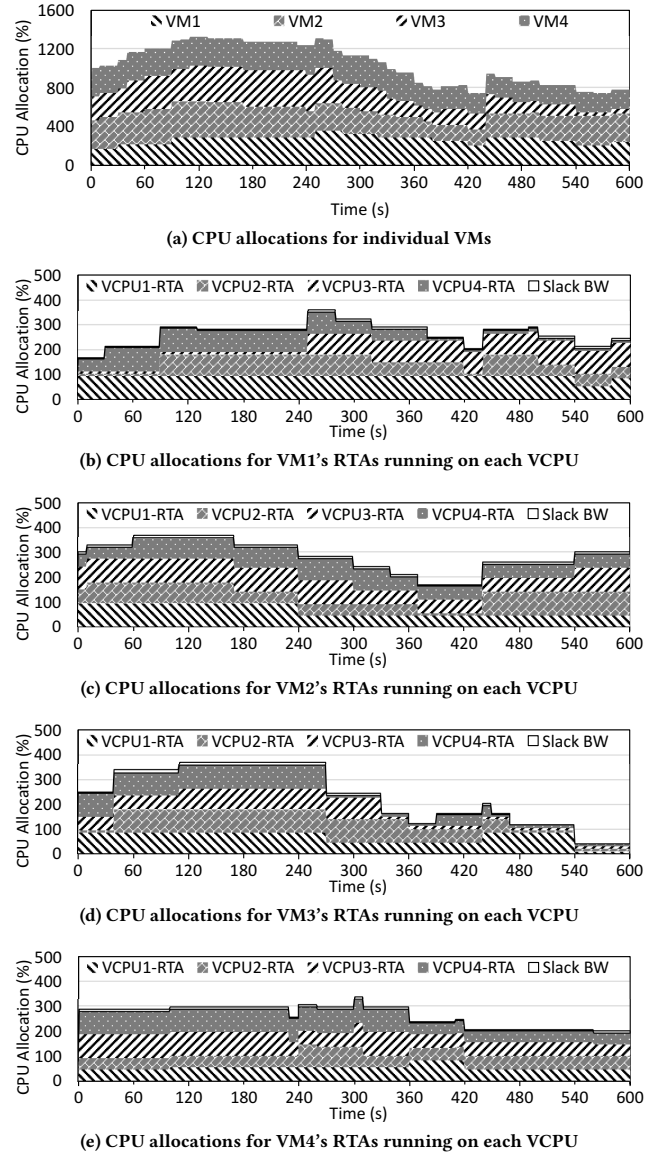 VM1 VM2 VM3 VM4
1600
1200
800
400
0
CPU Allocation (%)
0 60 120 180 240 300 360 420 480 540 600
Time (s)
(a) CPU allocations for individual VMs
VCPU1-RTA VCPU2-RTA VCPU3-RTA VCPU4-RTA Slack BW
500
400
300
200
100
0
CPU Allocation (%)
0 60 120 180 240 300 360 420 480 540 600
Time (s)
(b) CPU allocations for VM1's RTAs running on each VCPU
VCPU1-RTA VCPU2-RTA VCPU3-RTA VCPU4-RTA Slack BW
500
400
300
200
100
0
CPU Allocation (%)
0 60 120 180 240 300 360 420 480 540 600
Time (s)
(c) CPU allocations for VM2's RTAs running on each VCPU
VCPU1-RTA VCPU2-RTA VCPU3-RTA VCPU4-RTA Slack BW
500
400
300
200
100
0
CPU Allocation (%)
0 60 120 180 240 300 360 420 480 540 600
Time (s)
(d) CPU allocations for VM3's RTAs running on each VCPU
VCPU1-RTA VCPU2-RTA VCPU3-RTA VCPU4-RTA Slack BW
500
400
300
200
100
0
CPU Allocation (%)
0 60 120 180 240 300 360 420 480 540 600
Time (s)
(e) CPU allocations for VM4's RTAs running on each VCPU